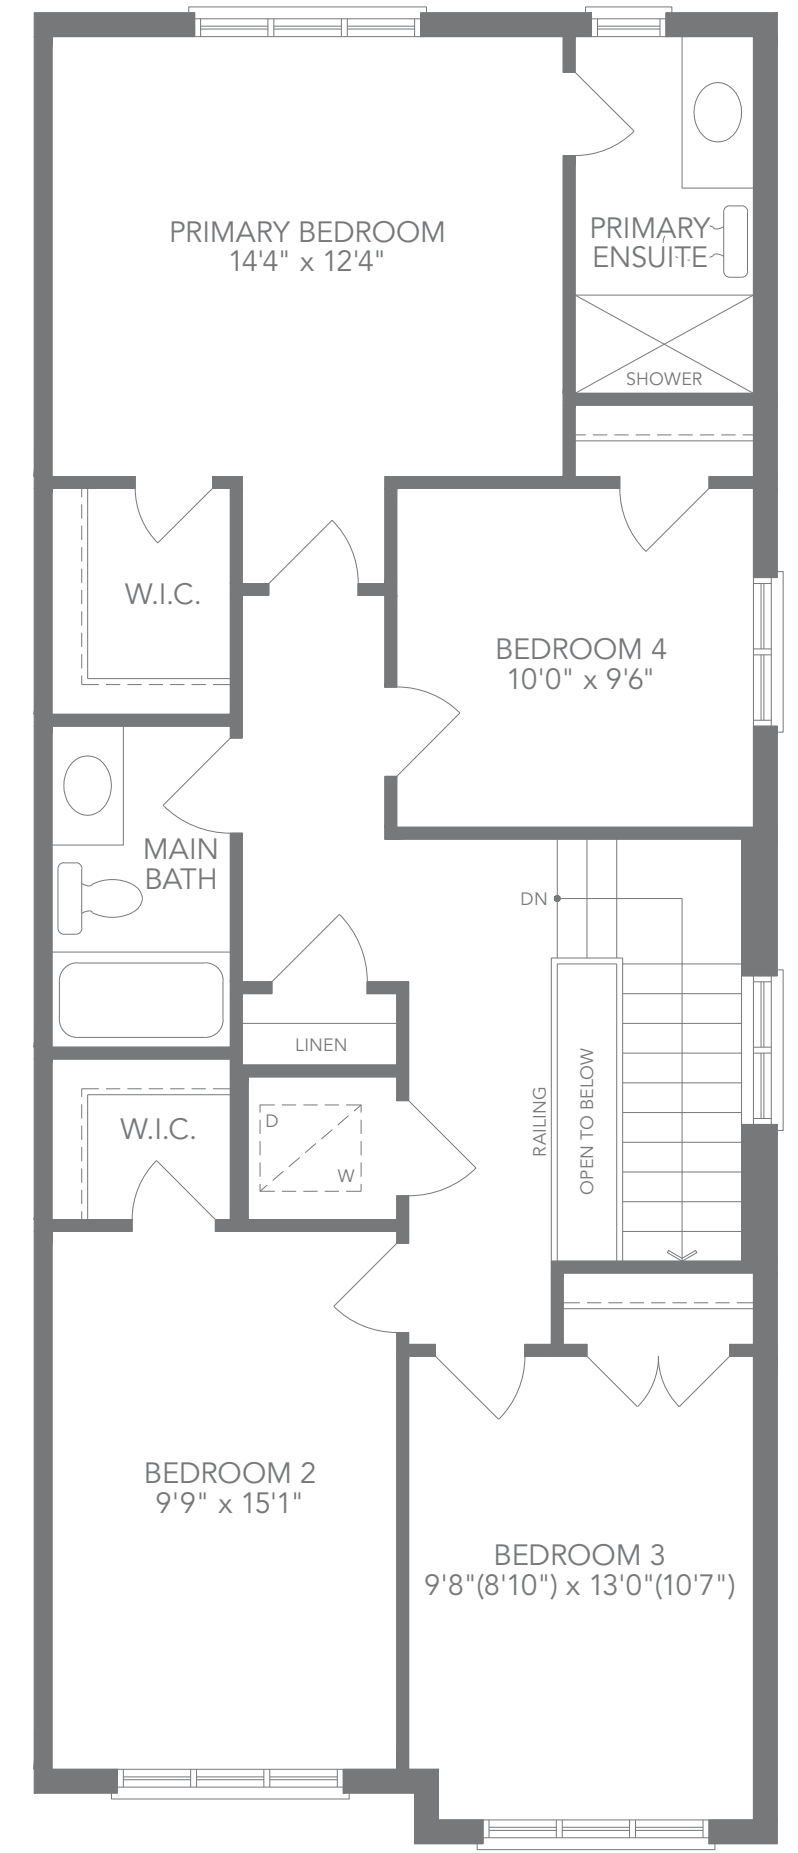 PRIMARY BEDROOM
14'4" x 12'4"
PRIMARY
ENSUITE
SHOWER
W.I.C.
BEDROOM 4
10'0" x 9'6"
MAIN
BATH
DN
LINEN
RAILING
OPEN TO BELOW
D
W
W.I.C.
BEDROOM 2
9'9" x 15'1"
BEDROOM 3
9'8"(8'10") x 13'0"(10'7")